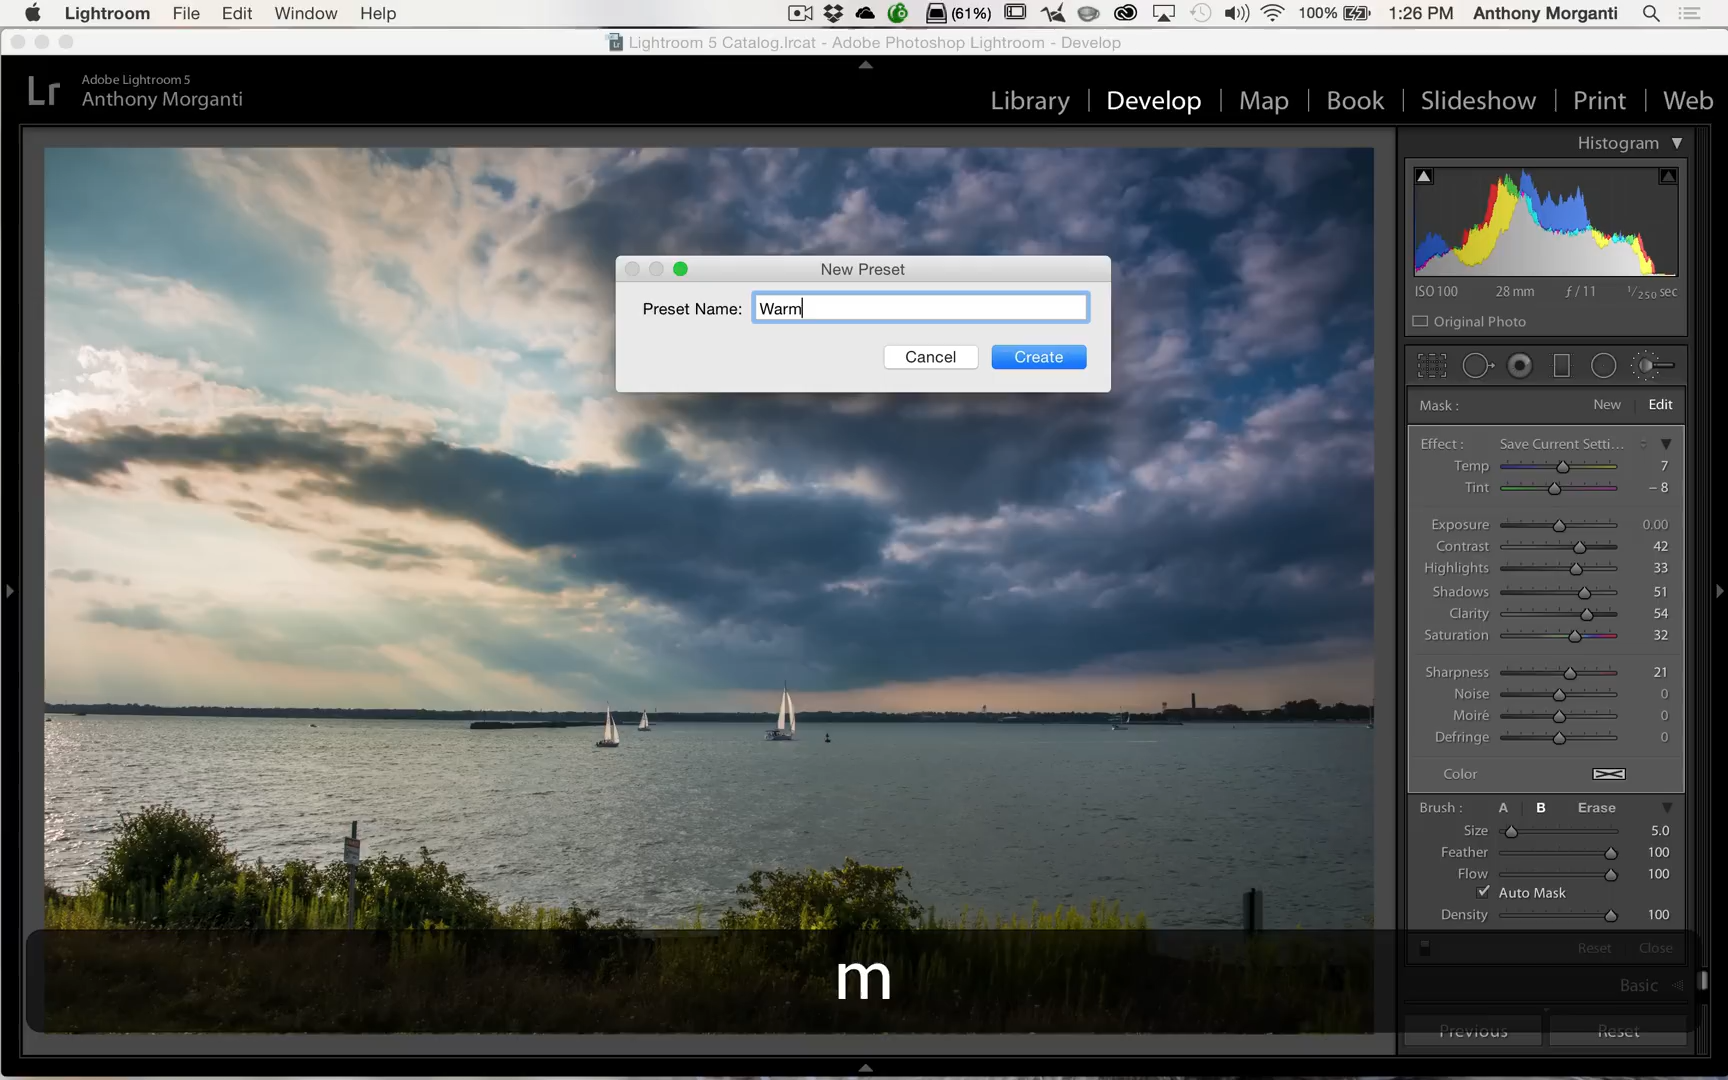 Lightroom File Edit Window Help (61%) 100% 1:26 PM Anthony Morganti
Lightroom 5 Catalog.lrcat - Adobe Photoshop Lightroom - Develop
Lr
Adobe Lightroom 5
Anthony Morganti
Library | Develop | Map | Book | Slideshow | Print | Web
Histogram
ISO 100 28 mm ƒ / 11 1/250 sec
Original Photo
New Preset
Preset Name: Warm
Cancel Create
Mask : New Edit
Effect : Save Current Setti...
Temp 7
Tint – 8
Exposure 0.00
Contrast 42
Highlights 33
Shadows 51
Clarity 54
Saturation 32
Sharpness 21
Noise 0
Moiré 0
Defringe 0
Color
Brush : A B Erase
Size 5.0
Feather 100
Flow 100
Auto Mask
Density 100
Reset Close
Basic
Previous Reset
m